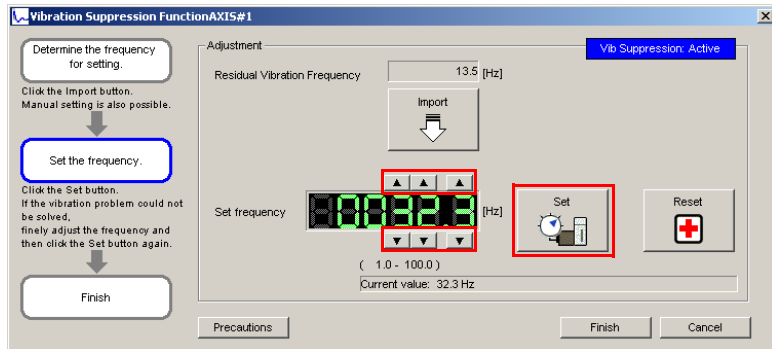 Vibration Suppression FunctionAXIS#1
Determine the frequency
for setting.
Click the Import button.
Manual setting is also possible.
Set the frequency.
Click the Set button.
If the vibration problem could not
be solved,
finely adjust the frequency and
then click the Set button again.
Finish
Adjustment
Vib Suppression: Active
Residual Vibration Frequency 13.5 [Hz]
Import
Set frequency [Hz]
Set
Reset
( 1.0 - 100.0 )
Current value: 32.3 Hz
Precautions
Finish
Cancel